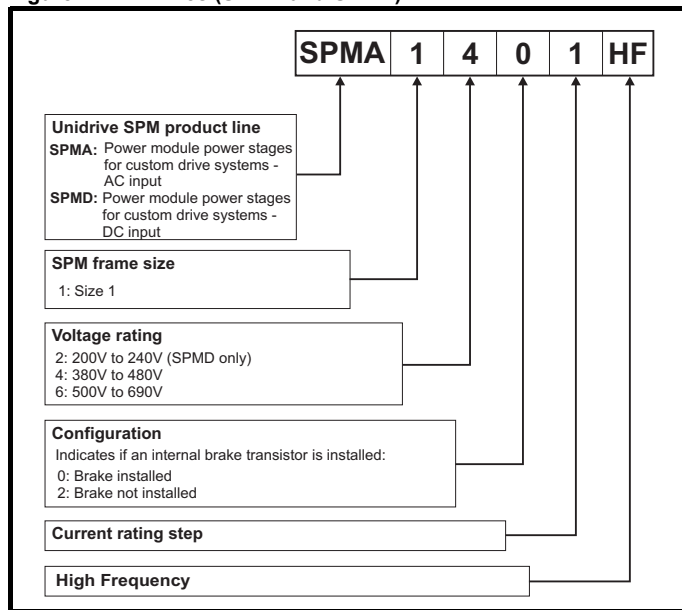 SPMA 1 4 0 1 HF
Unidrive SPM product line
SPMA: Power module power stages
for custom drive systems -
AC input
SPMD: Power module power stages
for custom drive systems -
DC input
SPM frame size
1: Size 1
Voltage rating
2: 200V to 240V (SPMD only)
4: 380V to 480V
6: 500V to 690V
Configuration
Indicates if an internal brake transistor is installed:
0: Brake installed
2: Brake not installed
Current rating step
High Frequency